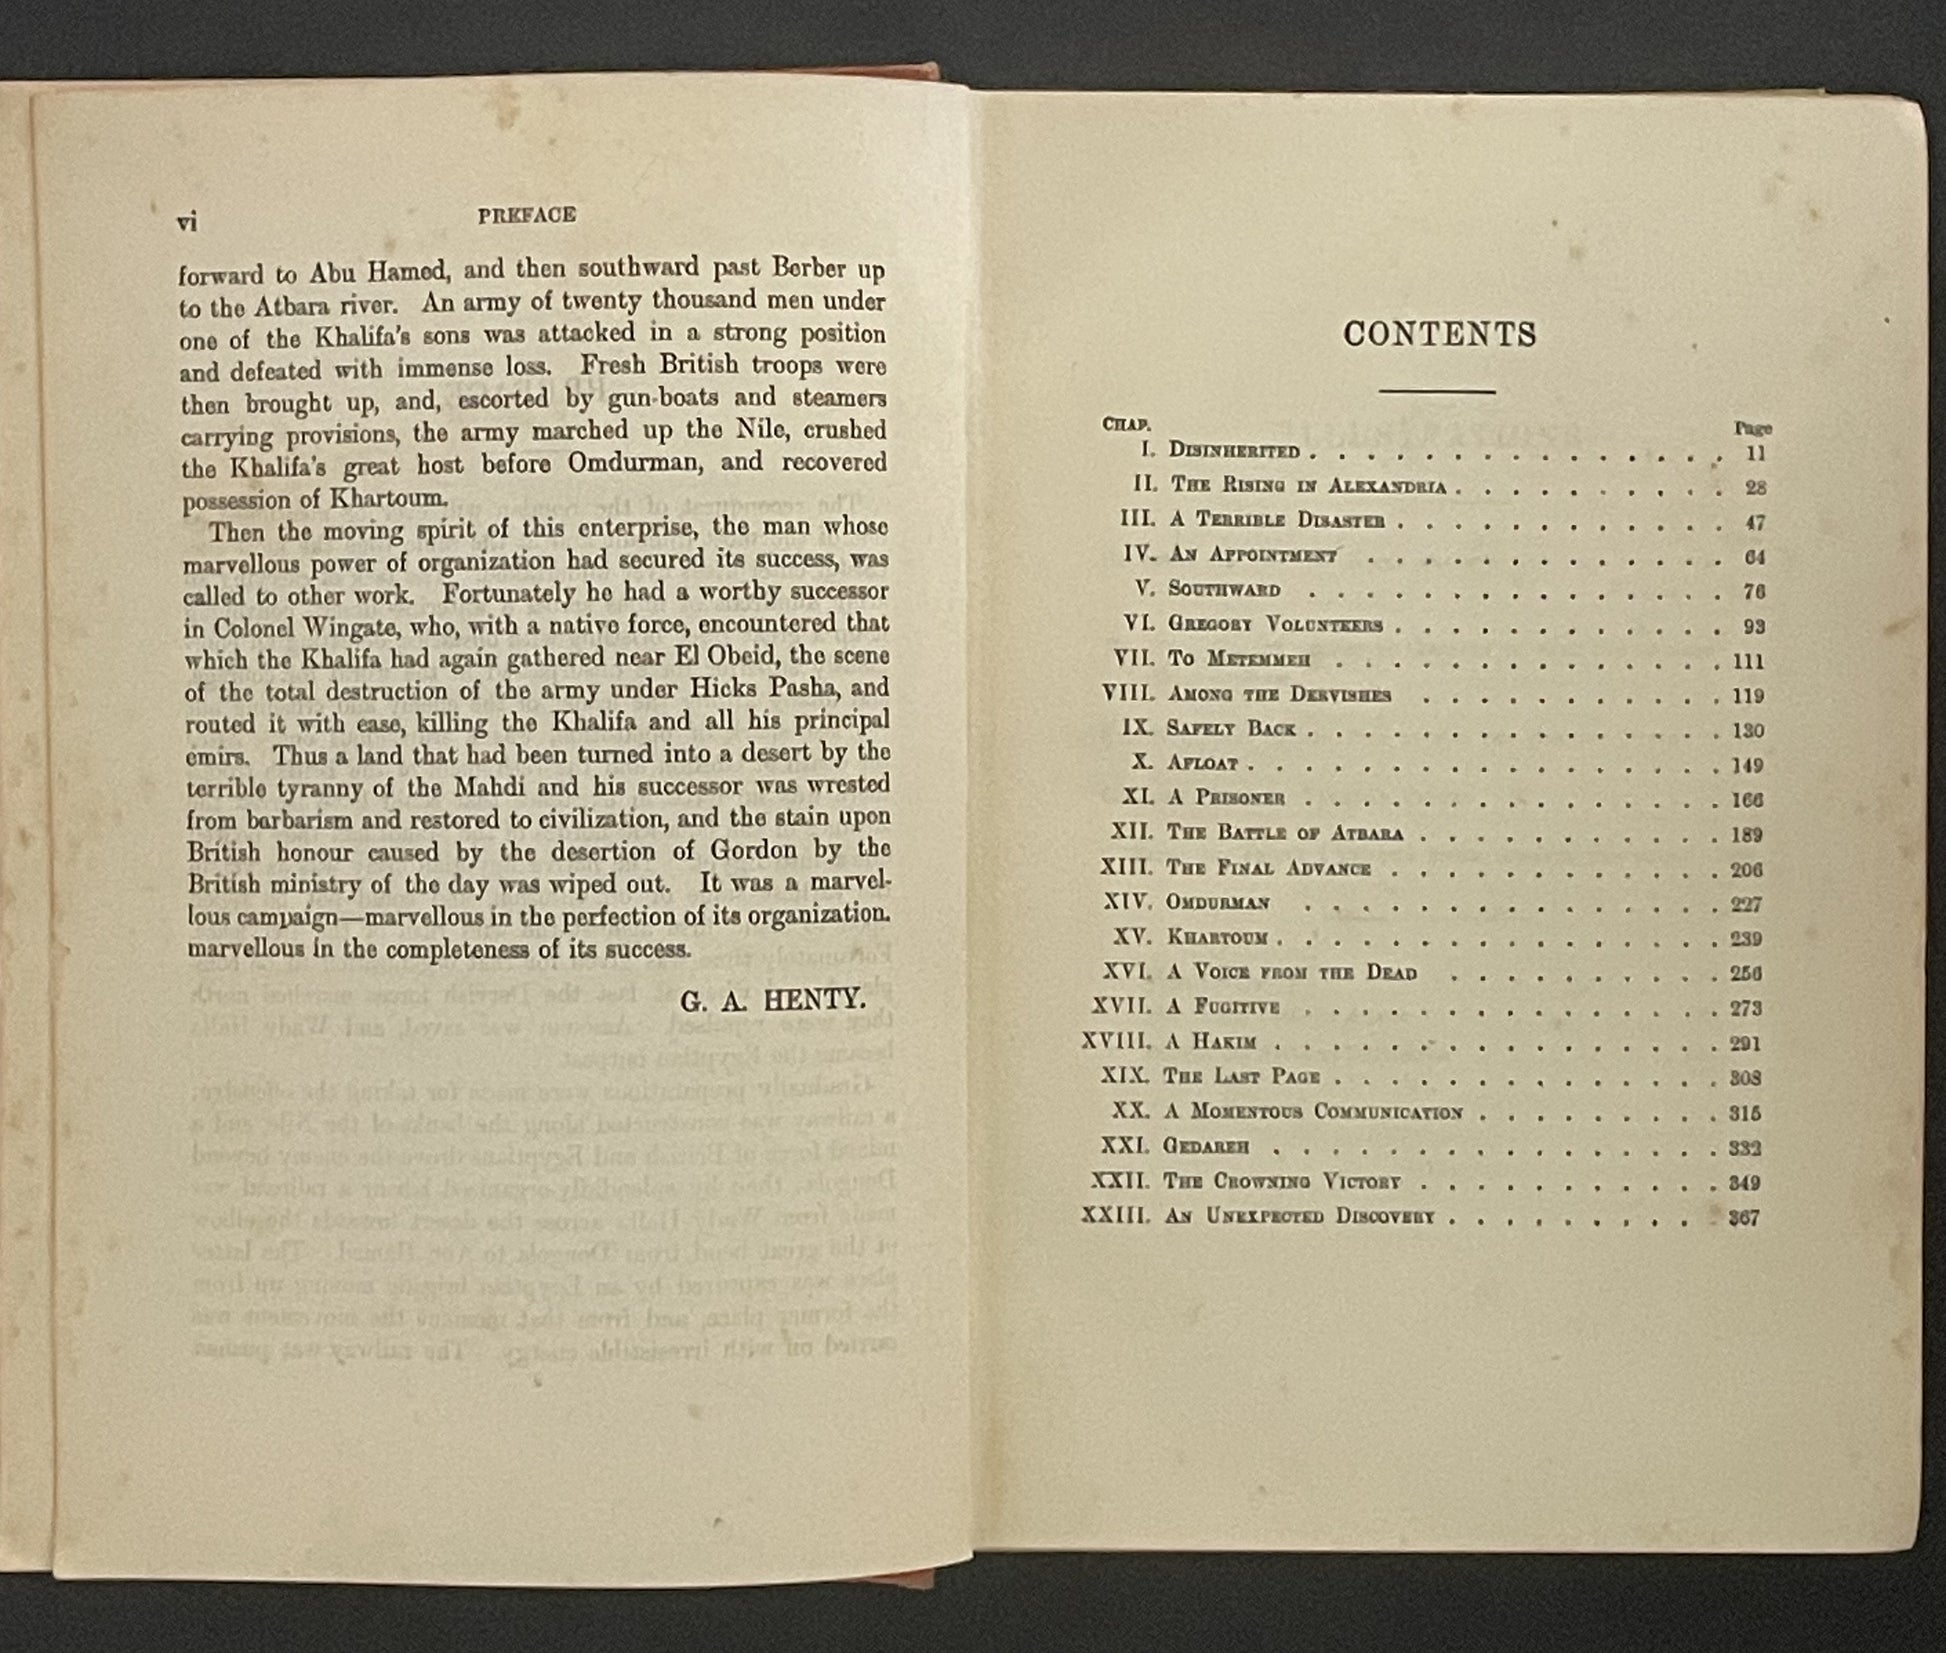 vi PREFACE
forward to Abu Hamed, and then southward past Berber up
to the Atbara river. An army of twenty thousand men under
one of the Khalifa's sons was attacked in a strong position
and defeated with immense loss. Fresh British troops were
then brought up, and, escorted by gun-boats and steamers
carrying provisions, the army marched up the Nile, crushed
the Khalifa's great host before Omdurman, and recovered
possession of Khartoum.
Then the moving spirit of this enterprise, the man whose
marvellous power of organization had secured its success, was
called to other work. Fortunately he had a worthy successor
in Colonel Wingate, who, with a native force, encountered that
which the Khalifa had again gathered near El Obeid, the scene
of the total destruction of the army under Hicks Pasha, and
routed it with ease, killing the Khalifa and all his principal
emirs. Thus a land that had been turned into a desert by the
terrible tyranny of the Mahdi and his successor was wrested
from barbarism and restored to civilization, and the stain upon
British honour caused by the desertion of Gordon by the
British ministry of the day was wiped out. It was a marvel-
lous campaign—marvellous in the perfection of its organization.
marvellous in the completeness of its success.
G. A. HENTY.
CONTENTS
CHAP. Page
I. DISINHERITED . . . . . . . . . . . . . . . 11
II. THE RISING IN ALEXANDRIA . . . . . . . . . . 28
III. A TERRIBLE DISASTER . . . . . . . . . . . . 47
IV. AN APPOINTMENT . . . . . . . . . . . . . 64
V. SOUTHWARD . . . . . . . . . . . . . . . 76
VI. GREGORY VOLUNTEERS . . . . . . . . . . . . 93
VII. TO METEMMEH . . . . . . . . . . . . . . 111
VIII. AMONG THE DERVISHES . . . . . . . . . . . 119
IX. SAFELY BACK . . . . . . . . . . . . . . . 130
X. AFLOAT . . . . . . . . . . . . . . . . . 149
XI. A PRISONER . . . . . . . . . . . . . . . 166
XII. THE BATTLE OF ATBARA . . . . . . . . . . . 189
XIII. THE FINAL ADVANCE . . . . . . . . . . . . 206
XIV. OMDURMAN . . . . . . . . . . . . . . . 227
XV. KHARTOUM . . . . . . . . . . . . . . . . 239
XVI. A VOICE FROM THE DEAD . . . . . . . . . . 256
XVII. A FUGITIVE . . . . . . . . . . . . . . . 273
XVIII. A HAKIM . . . . . . . . . . . . . . . . 291
XIX. THE LAST PAGE . . . . . . . . . . . . . . 303
XX. A MOMENTOUS COMMUNICATION . . . . . . . . . 315
XXI. GEDAREH . . . . . . . . . . . . . . . . 332
XXII. THE CROWNING VICTORY . . . . . . . . . . . 349
XXIII. AN UNEXPECTED DISCOVERY . . . . . . . . . 367